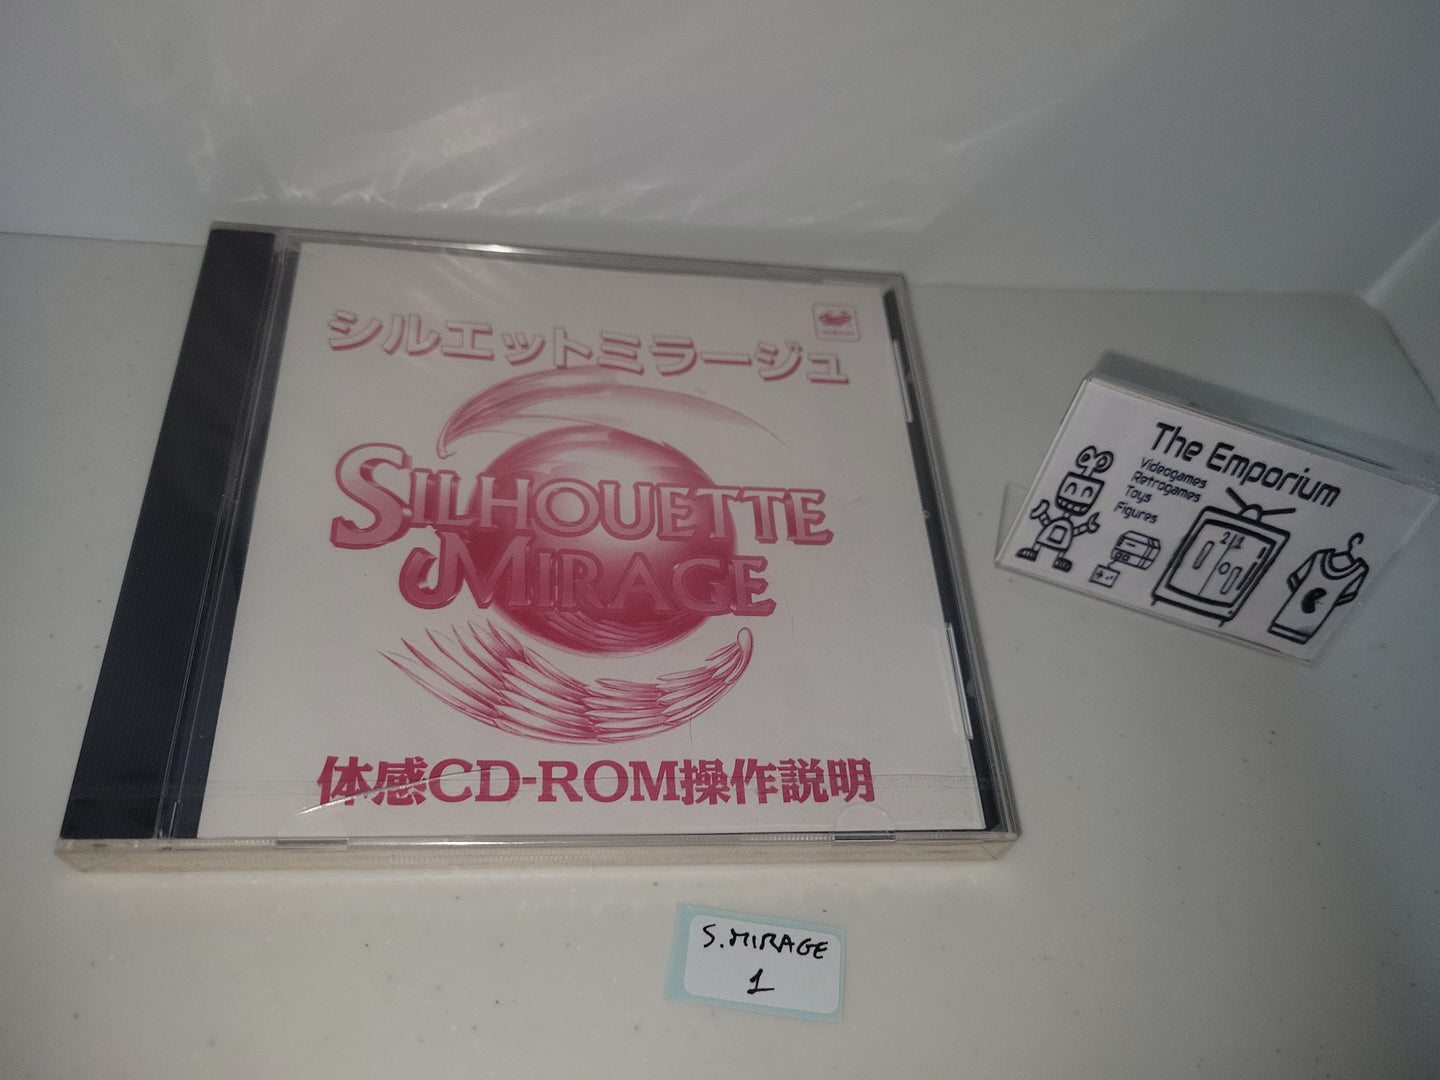 シルエットミラージュ
SILHOUETTE
MIRAGE
体感CD-ROM操作説明
The Emporium
Videogames
Retrogames
Toys
Figures
21
S.MIRAGE
1